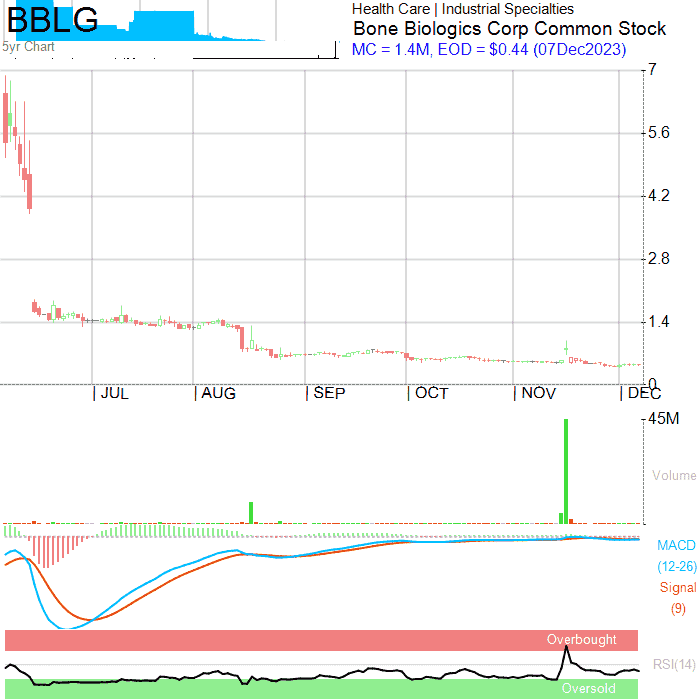 BBLG
5yr Chart
Health Care | Industrial Specialties
Bone Biologics Corp Common Stock
MC = 1.4M, EOD = $0.44 (07Dec2023)
7
5.6
4.2
2.8
1.4
0
JUL AUG SEP OCT NOV DEC
45M
Volume
MACD
(12-26)
Signal
(9)
Overbought
RSI(14)
Oversold